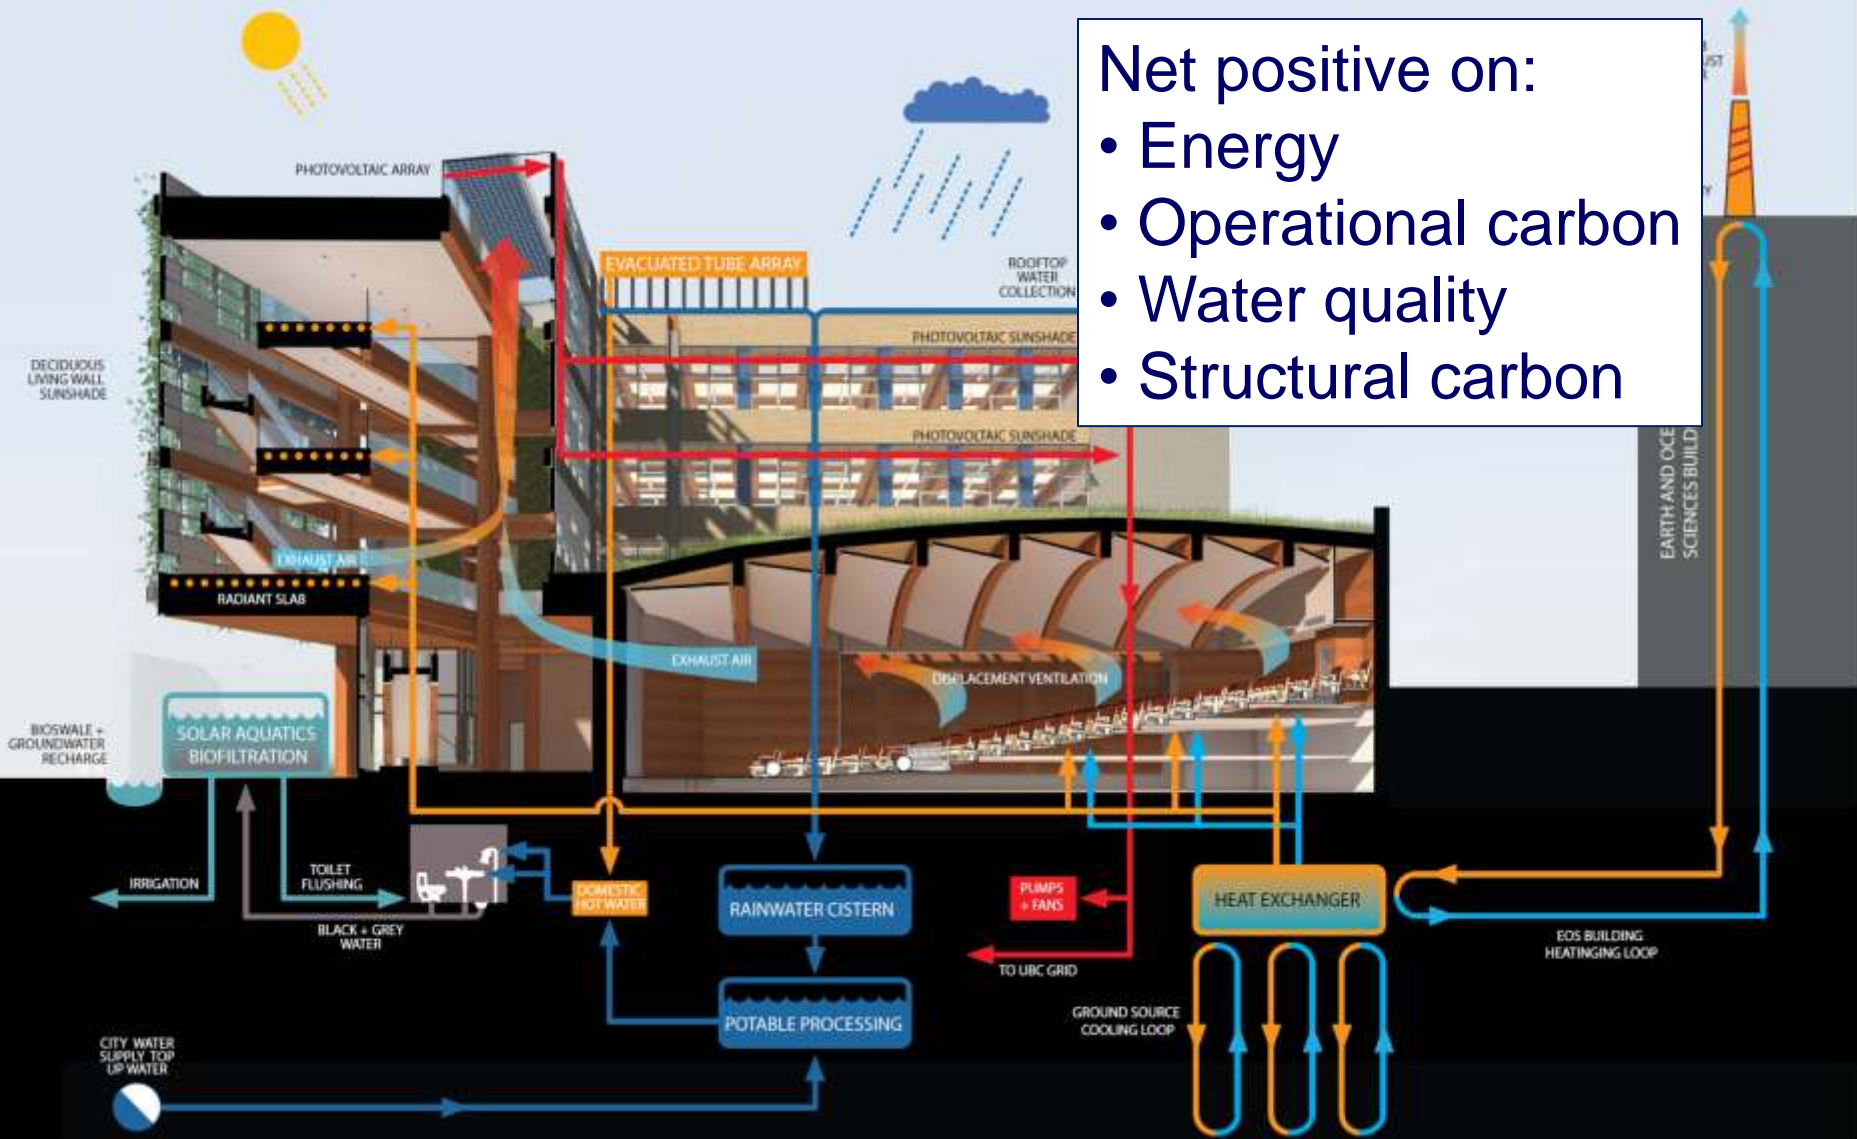 Net positive on:
• Energy
• Operational carbon
• Water quality
• Structural carbon
PHOTOVOLTAIC ARRAY
EVACUATED TUBE ARRAY
ROOFTOP
WATER
COLLECTION
PHOTOVOLTAIC SUNSHADE
DECIDUOUS
LIVING WALL
SUNSHADE
PHOTOVOLTAIC SUNSHADE
EARTH AND
SCIENCES
EXHAUST AIR
RADIANT SLAB
EXHAUST AIR
DISPLACEMENT VENTILATION
BIOSWALE +
GROUNDWATER
RECHARGE
SOLAR AQUATICS
BIOFILTRATION
IRRIGATION
TOILET
FLUSHING
BLACK + GREY
WATER
DOMESTIC
HOT WATER
RAINWATER CISTERN
PUMPS
+ FANS
HEAT EXCHANGER
EOS BUILDING
HEATINGING LOOP
TO UBC GRID
POTABLE PROCESSING
GROUND SOURCE
COOLING LOOP
CITY WATER
SUPPLY TOP
UP WATER